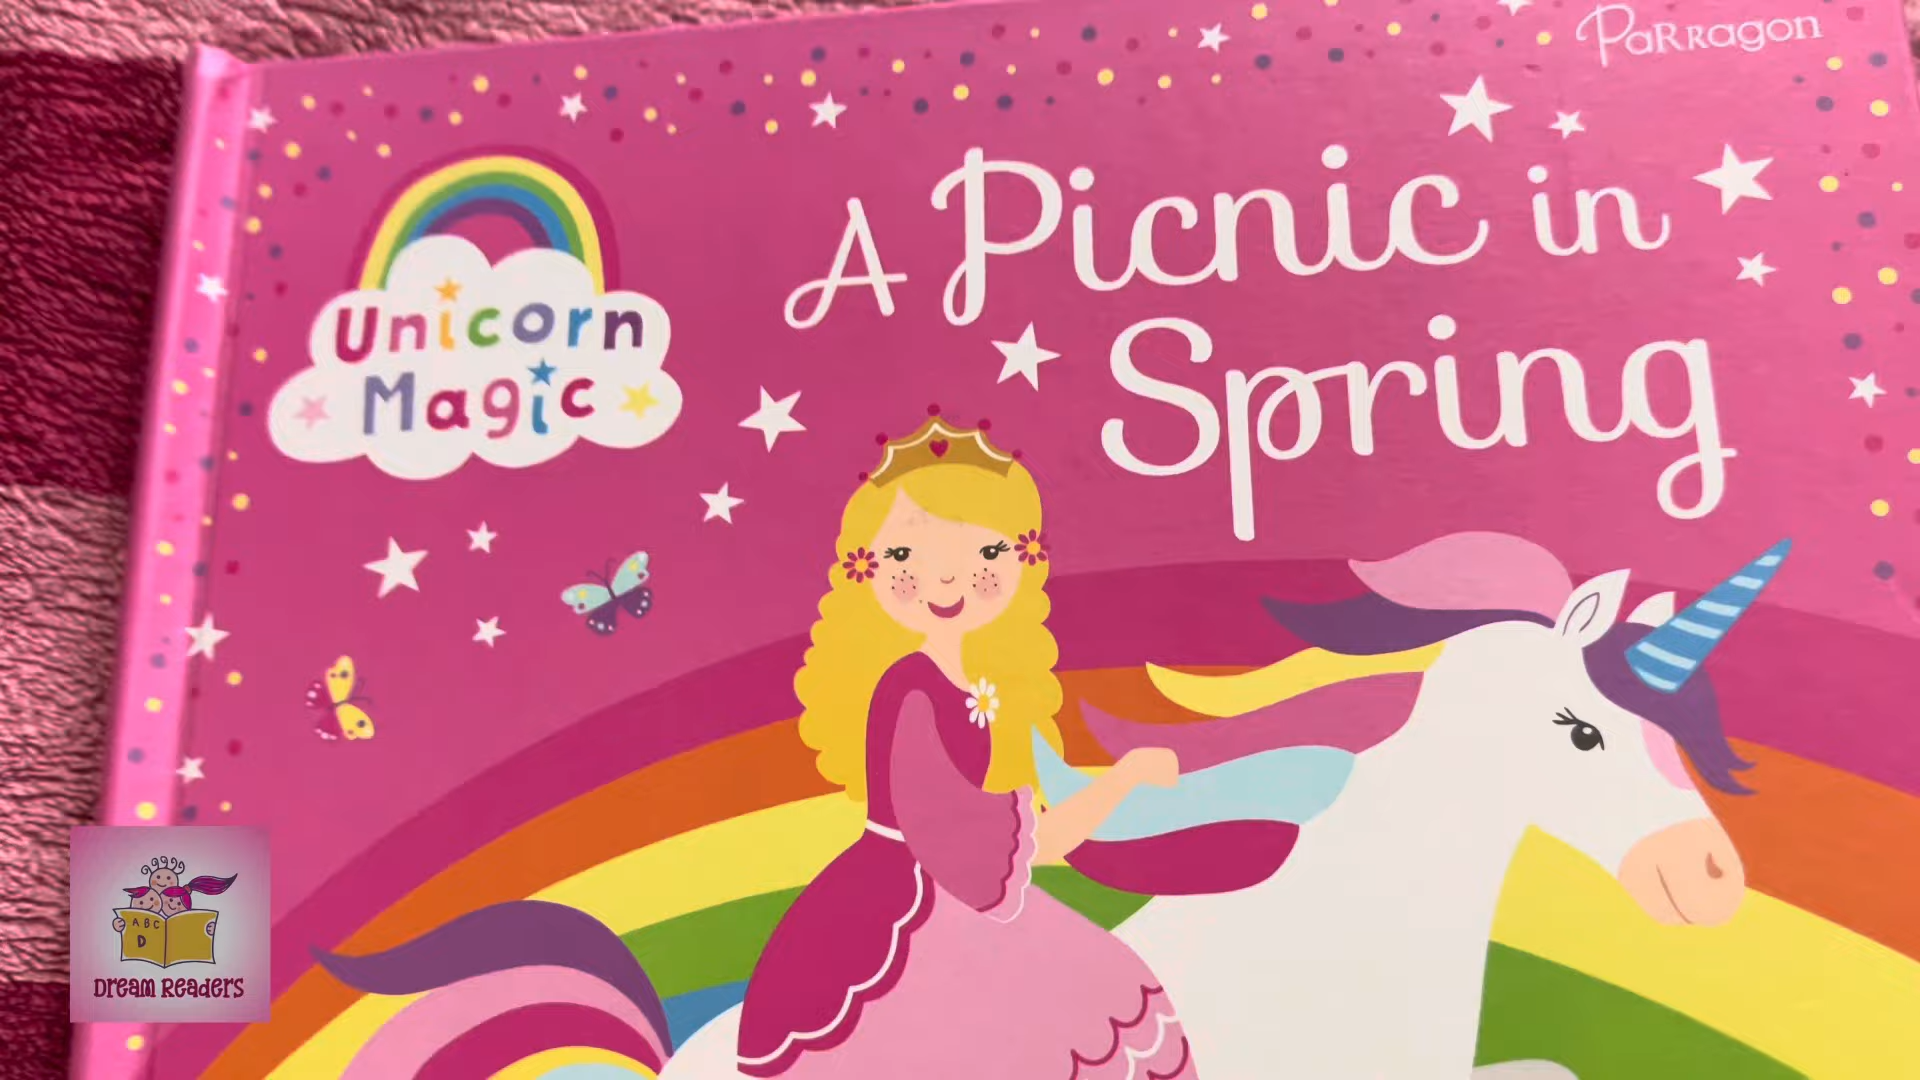 Parragon
A Picnic in
Spring
Unicorn
Magic
ABC
D
Dream Readers